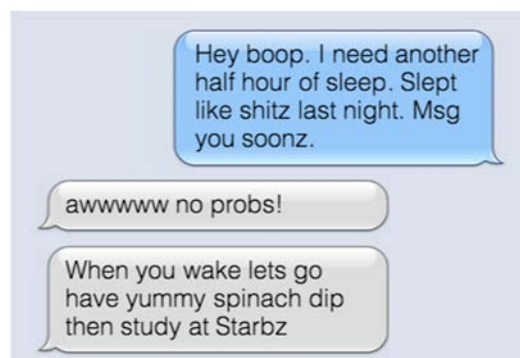 Hey boop. I need another
half hour of sleep. Slept
like shitz last night. Msg
you soonz.
awwwww no probs!
When you wake lets go
have yummy spinach dip
then study at Starbz